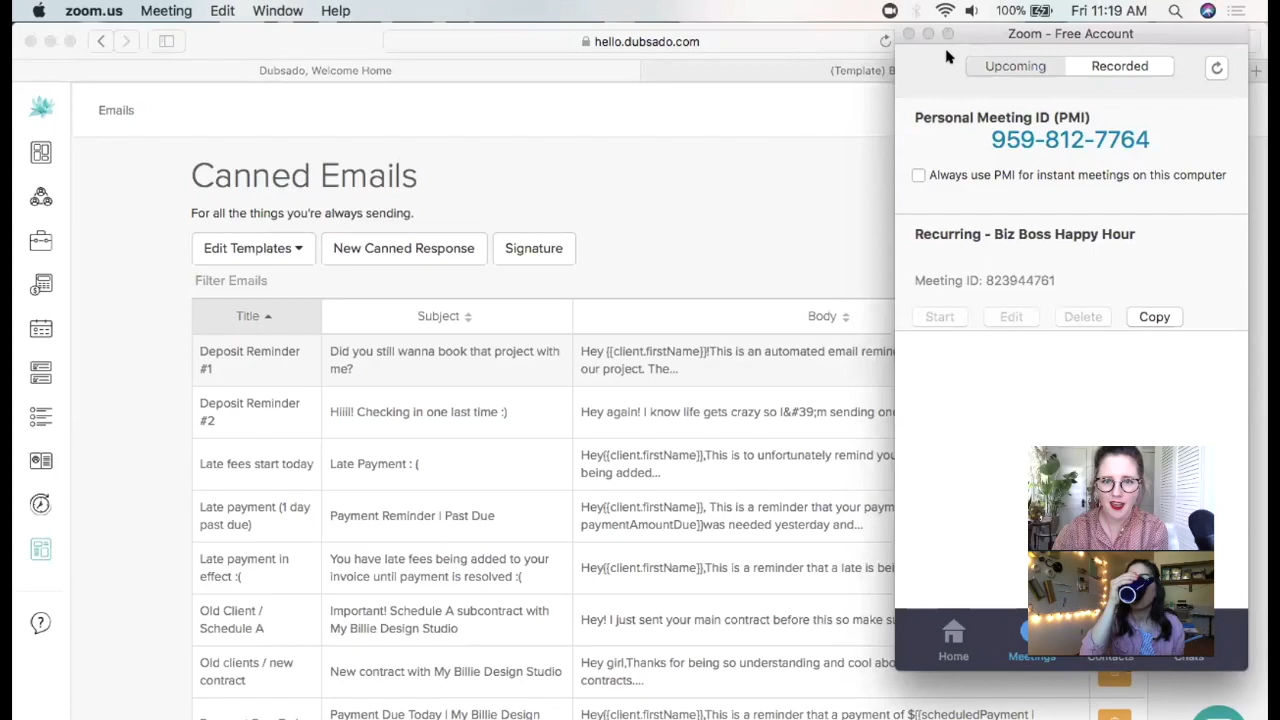 zoom.us Meeting Edit Window Help 100% Fri 11:19 AM
hello.dubsado.com
Dubsado, Welcome Home
(Template) B
Emails
Canned Emails
For all the things you're always sending.
Edit Templates New Canned Response Signature
Filter Emails
Title Subject Body
Deposit Reminder
#1
Did you still wanna book that project with
me?
Hey {{client.firstName}}!This is an automated email remin
our project. The...
Deposit Reminder
#2
Hiiii! Checking in one last time :)
Hey again! I know life gets crazy so I&#39;m sending one
Late fees start today
Late Payment : (
Hey{{client.firstName}},This is to unfortunately remind you
being added...
Late payment (1 day
past due)
Payment Reminder | Past Due
Hey{{client.firstName}}, This is a reminder that your paym
paymentAmountDue}}was needed yesterday and...
Late payment in
effect :(
You have late fees being added to your
invoice until payment is resolved :(
Hey{{client.firstName}},This is a reminder that a late is bei
Old Client /
Schedule A
Important! Schedule A subcontract with
My Billie Design Studio
Hey! I just sent your main contract before this so make su
Old clients / new
contract
New contract with My Billie Design Studio
Hey girl,Thanks for being so understanding and cool abo
contracts....
Payment Due Today | My Billie Design
Hey{{client.firstName}},This is a reminder that a payment of ${{scheduledPayment |
Zoom - Free Account
Upcoming Recorded
Personal Meeting ID (PMI)
959-812-7764
Always use PMI for instant meetings on this computer
Recurring - Biz Boss Happy Hour
Meeting ID: 823944761
Start Edit Delete Copy
Home Meetings Contacts Chats